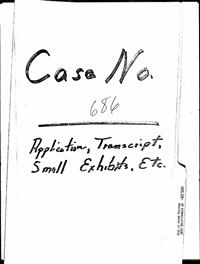 Case No.
686
Application, Transcript,
Small Exhibits, Etc.